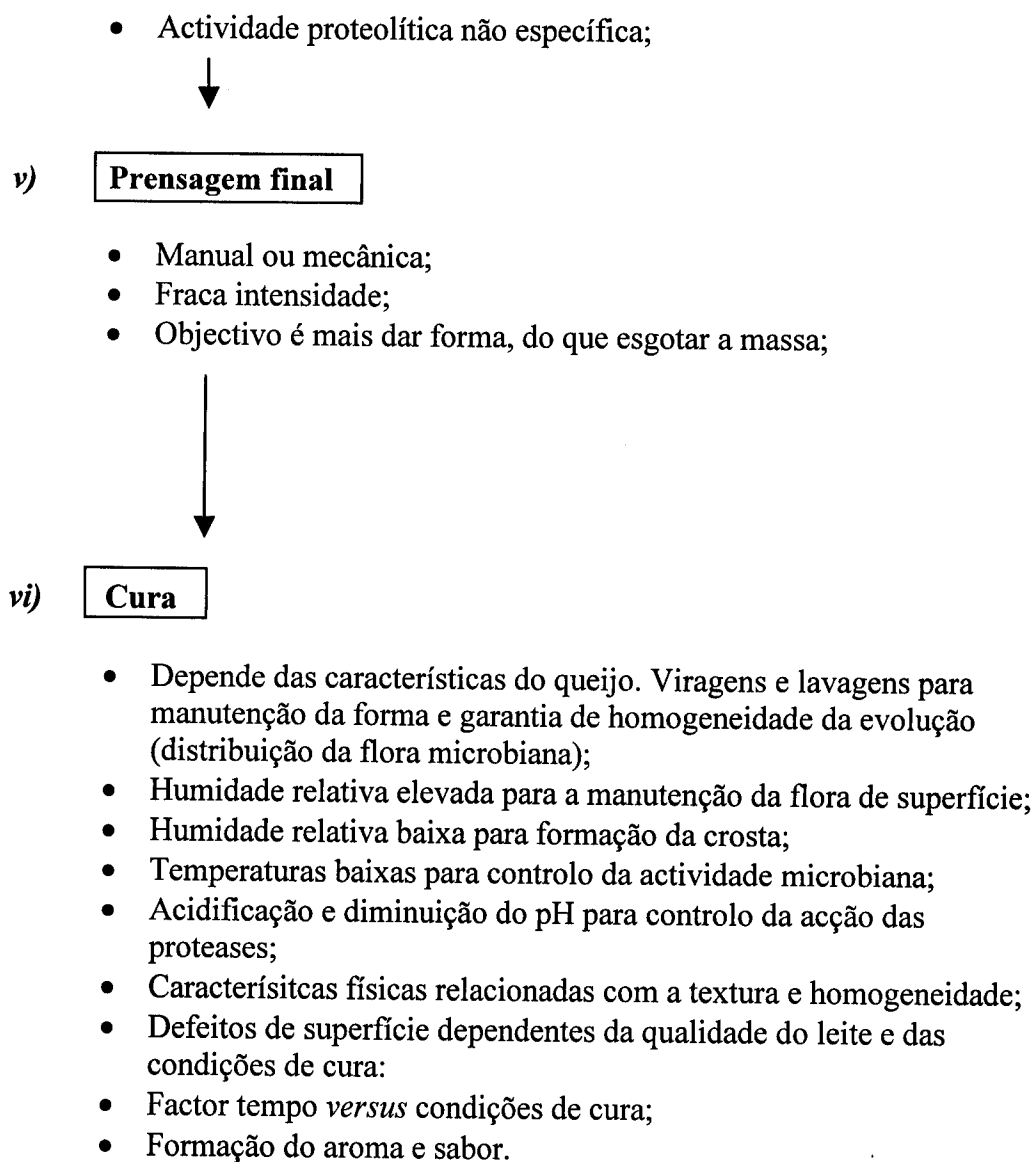 • Actividade proteolítica não específica;
v) Prensagem final
• Manual ou mecânica;
• Fraca intensidade;
• Objectivo é mais dar forma, do que esgotar a massa;
vi) Cura
• Depende das características do queijo. Viragens e lavagens para
manutenção da forma e garantia de homogeneidade da evolução
(distribuição da flora microbiana);
• Humidade relativa elevada para a manutenção da flora de superfície;
• Humidade relativa baixa para formação da crosta;
• Temperaturas baixas para controlo da actividade microbiana;
• Acidificação e diminuição do pH para controlo da acção das
proteases;
• Caracterísitcas físicas relacionadas com a textura e homogeneidade;
• Defeitos de superfície dependentes da qualidade do leite e das
condições de cura:
• Factor tempo versus condições de cura;
• Formação do aroma e sabor.